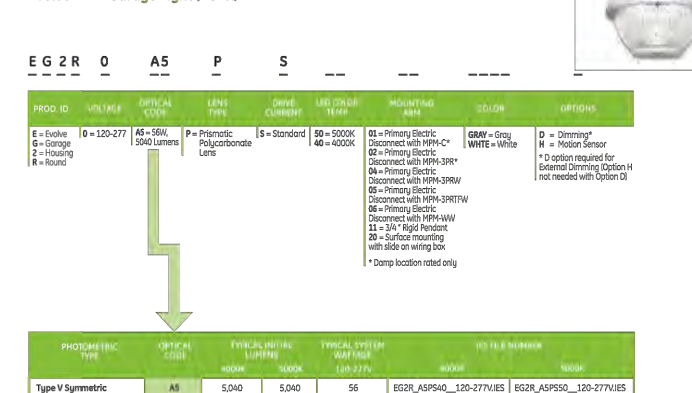 E G 2 R 0 A5 P S
PROD. ID VOLTAGE OPTICAL CODE LENS TYPE DRIVE CURRENT LED COLOR TEMP MOUNTING ARM COLOR OPTIONS
E = Evolve
G = Garage
2 = Housing
R = Round
0 = 120-277
A5 = 56W,
5040 Lumens
P = Prismatic
Polycarbonate
Lens
S = Standard
50 = 5000K
40 = 4000K
01 = Primary Electric
Disconnect with MPM-C*
02 = Primary Electric
Disconnect with MPM-3PR*
04 = Primary Electric
Disconnect with MPM-3PRW
05 = Primary Electric
Disconnect with MPM-3PRTFW
06 = Primary Electric
Disconnect with MPM-WW
11 = 3/4" Rigid Pendant
20 = Surface mounting
with slide on wiring box
* Damp location rated only
GRAY = Gray
WHTE = White
D = Dimming*
H = Motion Sensor
* D option required for
External Dimming (Option H
not needed with Option D)
PHOTOMETRIC TYPE OPTICAL CODE TYPICAL INITIAL LUMENS TYPICAL SYSTEM WATTAGE IES FILE NUMBER
4000K 5000K 120-277V 4000K 5000K
Type V Symmetric A5 5,040 5,040 56 EG2R_A5PS40__120-277V.IES EG2R_A5PS50__120-277V.IES